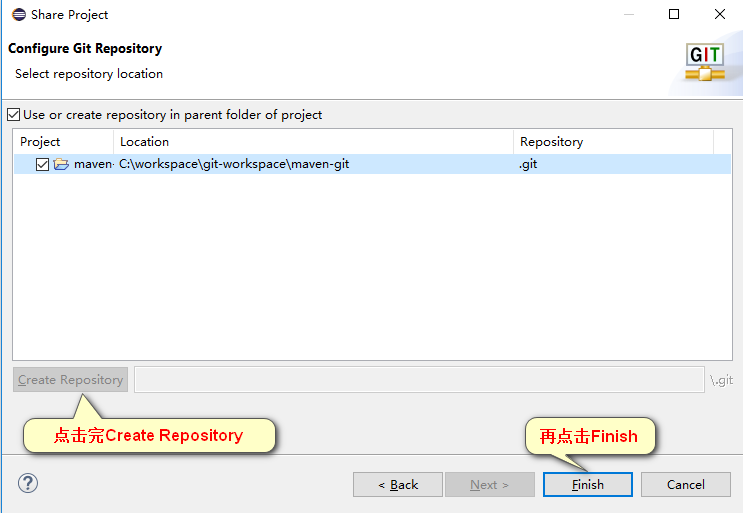 Share Project
Configure Git Repository
Select repository location
GIT
Use or create repository in parent folder of project
Project Location Repository
maven- C:\workspace\git-workspace\maven-git .git
Create Repository \.git
点击完Create Repository
再点击Finish
? < Back Next > Finish Cancel